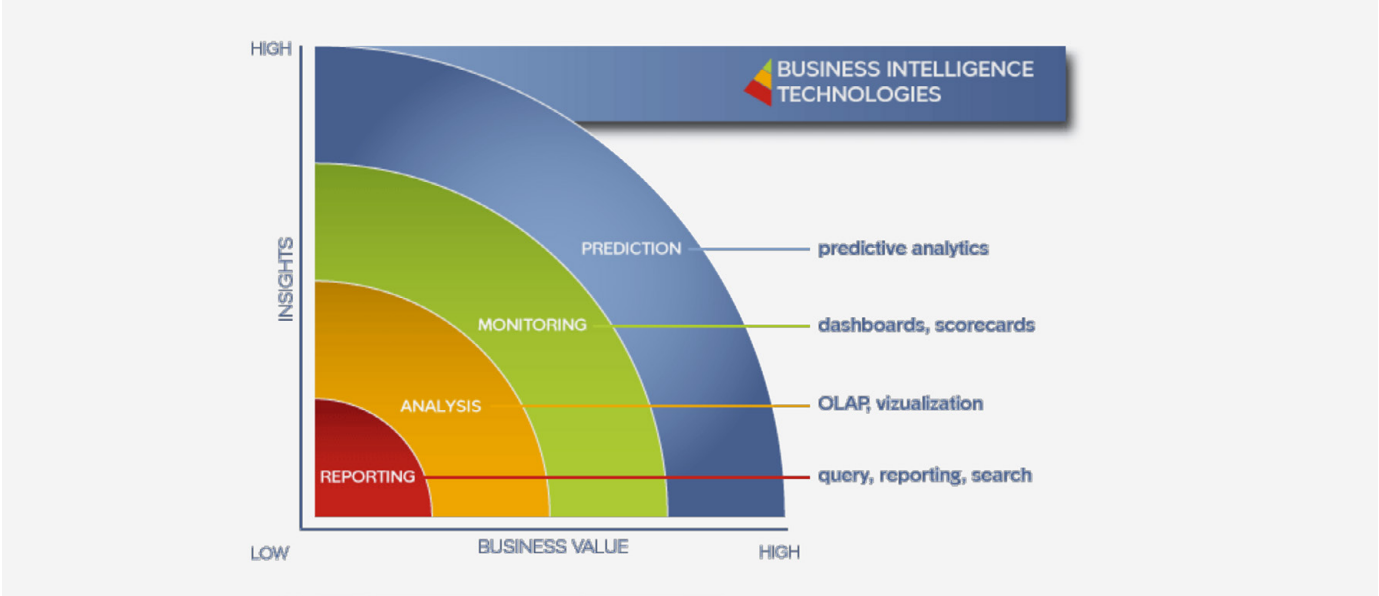 HIGH
BUSINESS INTELLIGENCE
TECHNOLOGIES
INSIGHTS
PREDICTION
predictive analytics
MONITORING
dashboards, scorecards
ANALYSIS
OLAP, vizualization
REPORTING
query, reporting, search
LOW
BUSINESS VALUE
HIGH